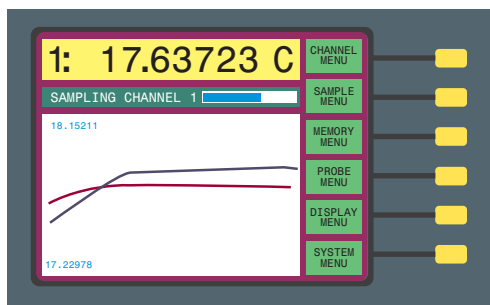 1: 17.63723 C
SAMPLING CHANNEL 1
18.15211
17.22978
CHANNEL
MENU
SAMPLE
MENU
MEMORY
MENU
PROBE
MENU
DISPLAY
MENU
SYSTEM
MENU